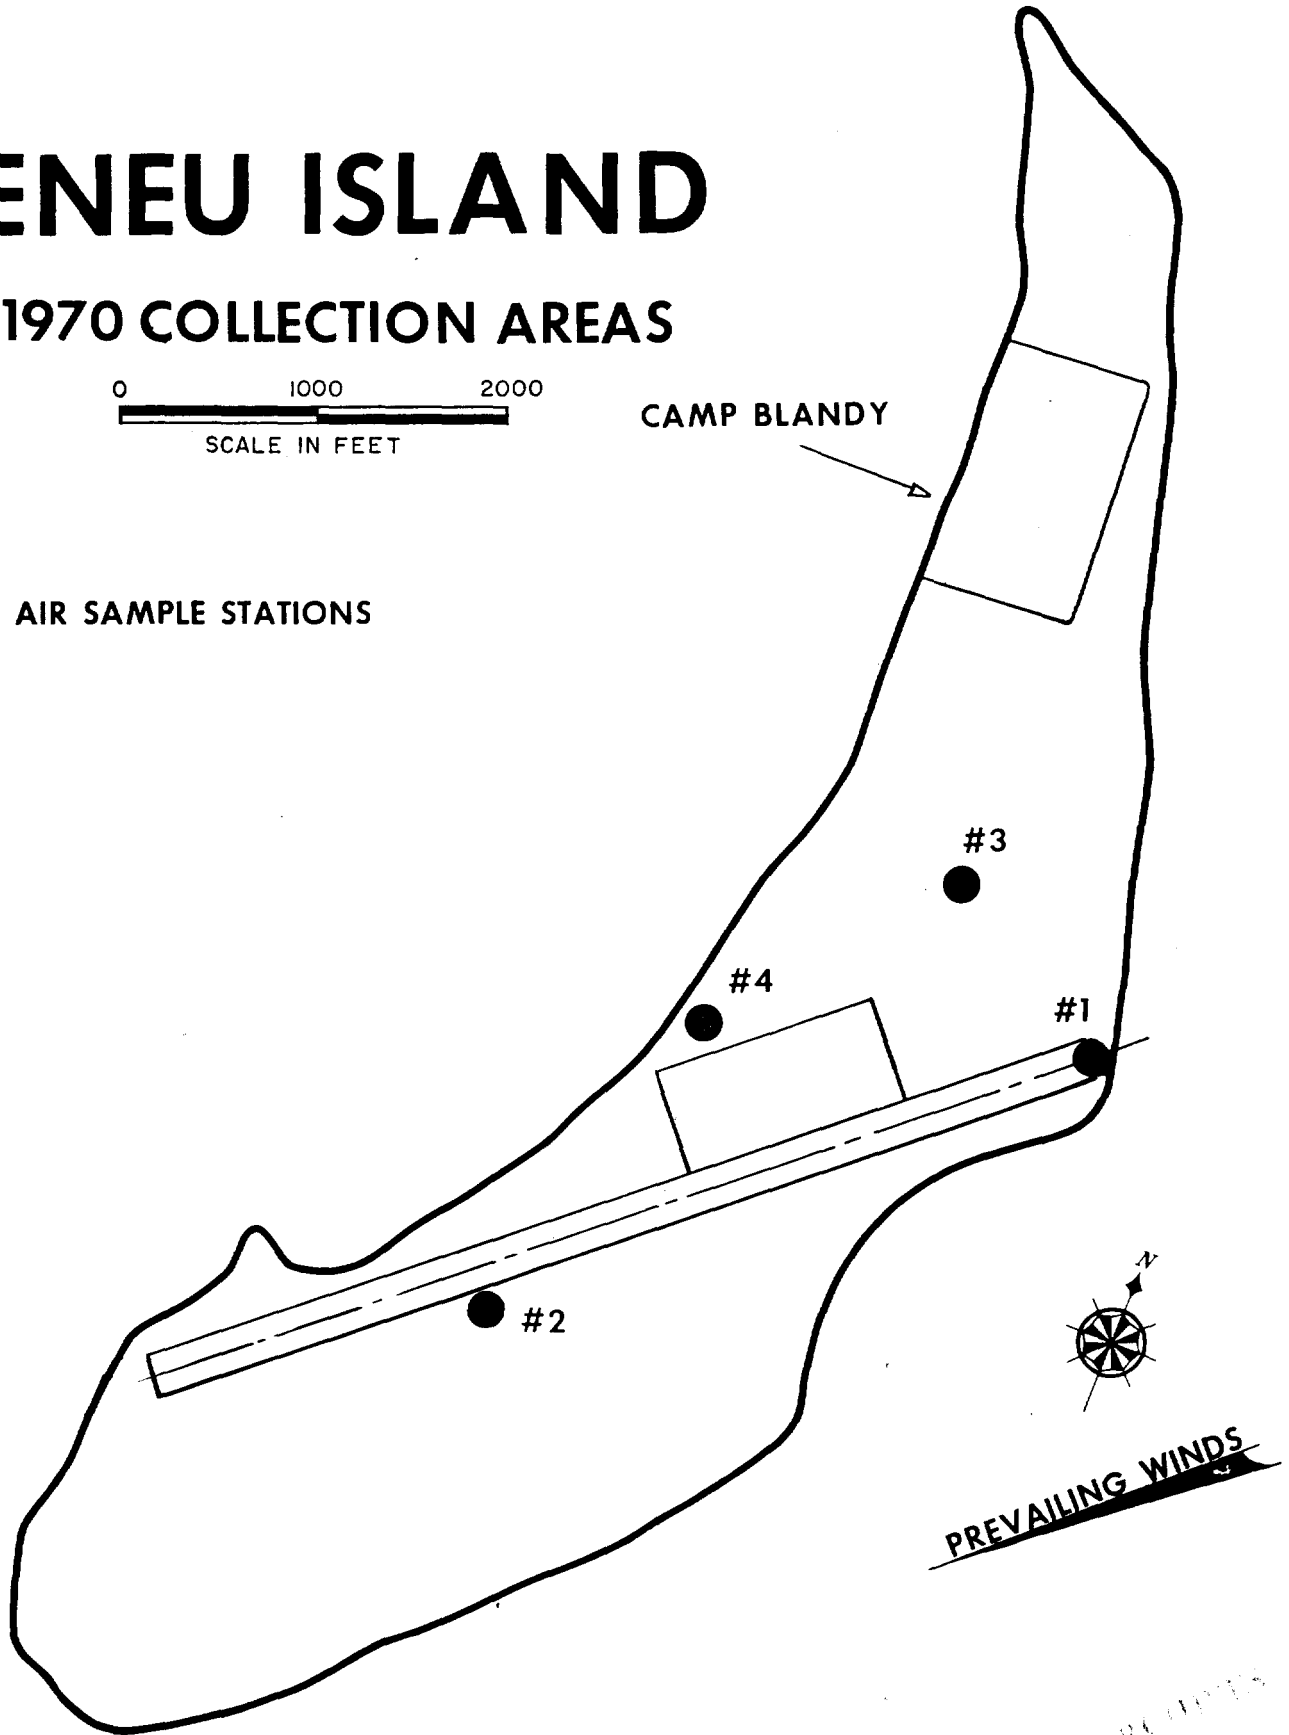 ENEU ISLAND
1970 COLLECTION AREAS
0 1000 2000
SCALE IN FEET
CAMP BLANDY
AIR SAMPLE STATIONS
#3
#4
#1
#2
N
PREVAILING WINDS